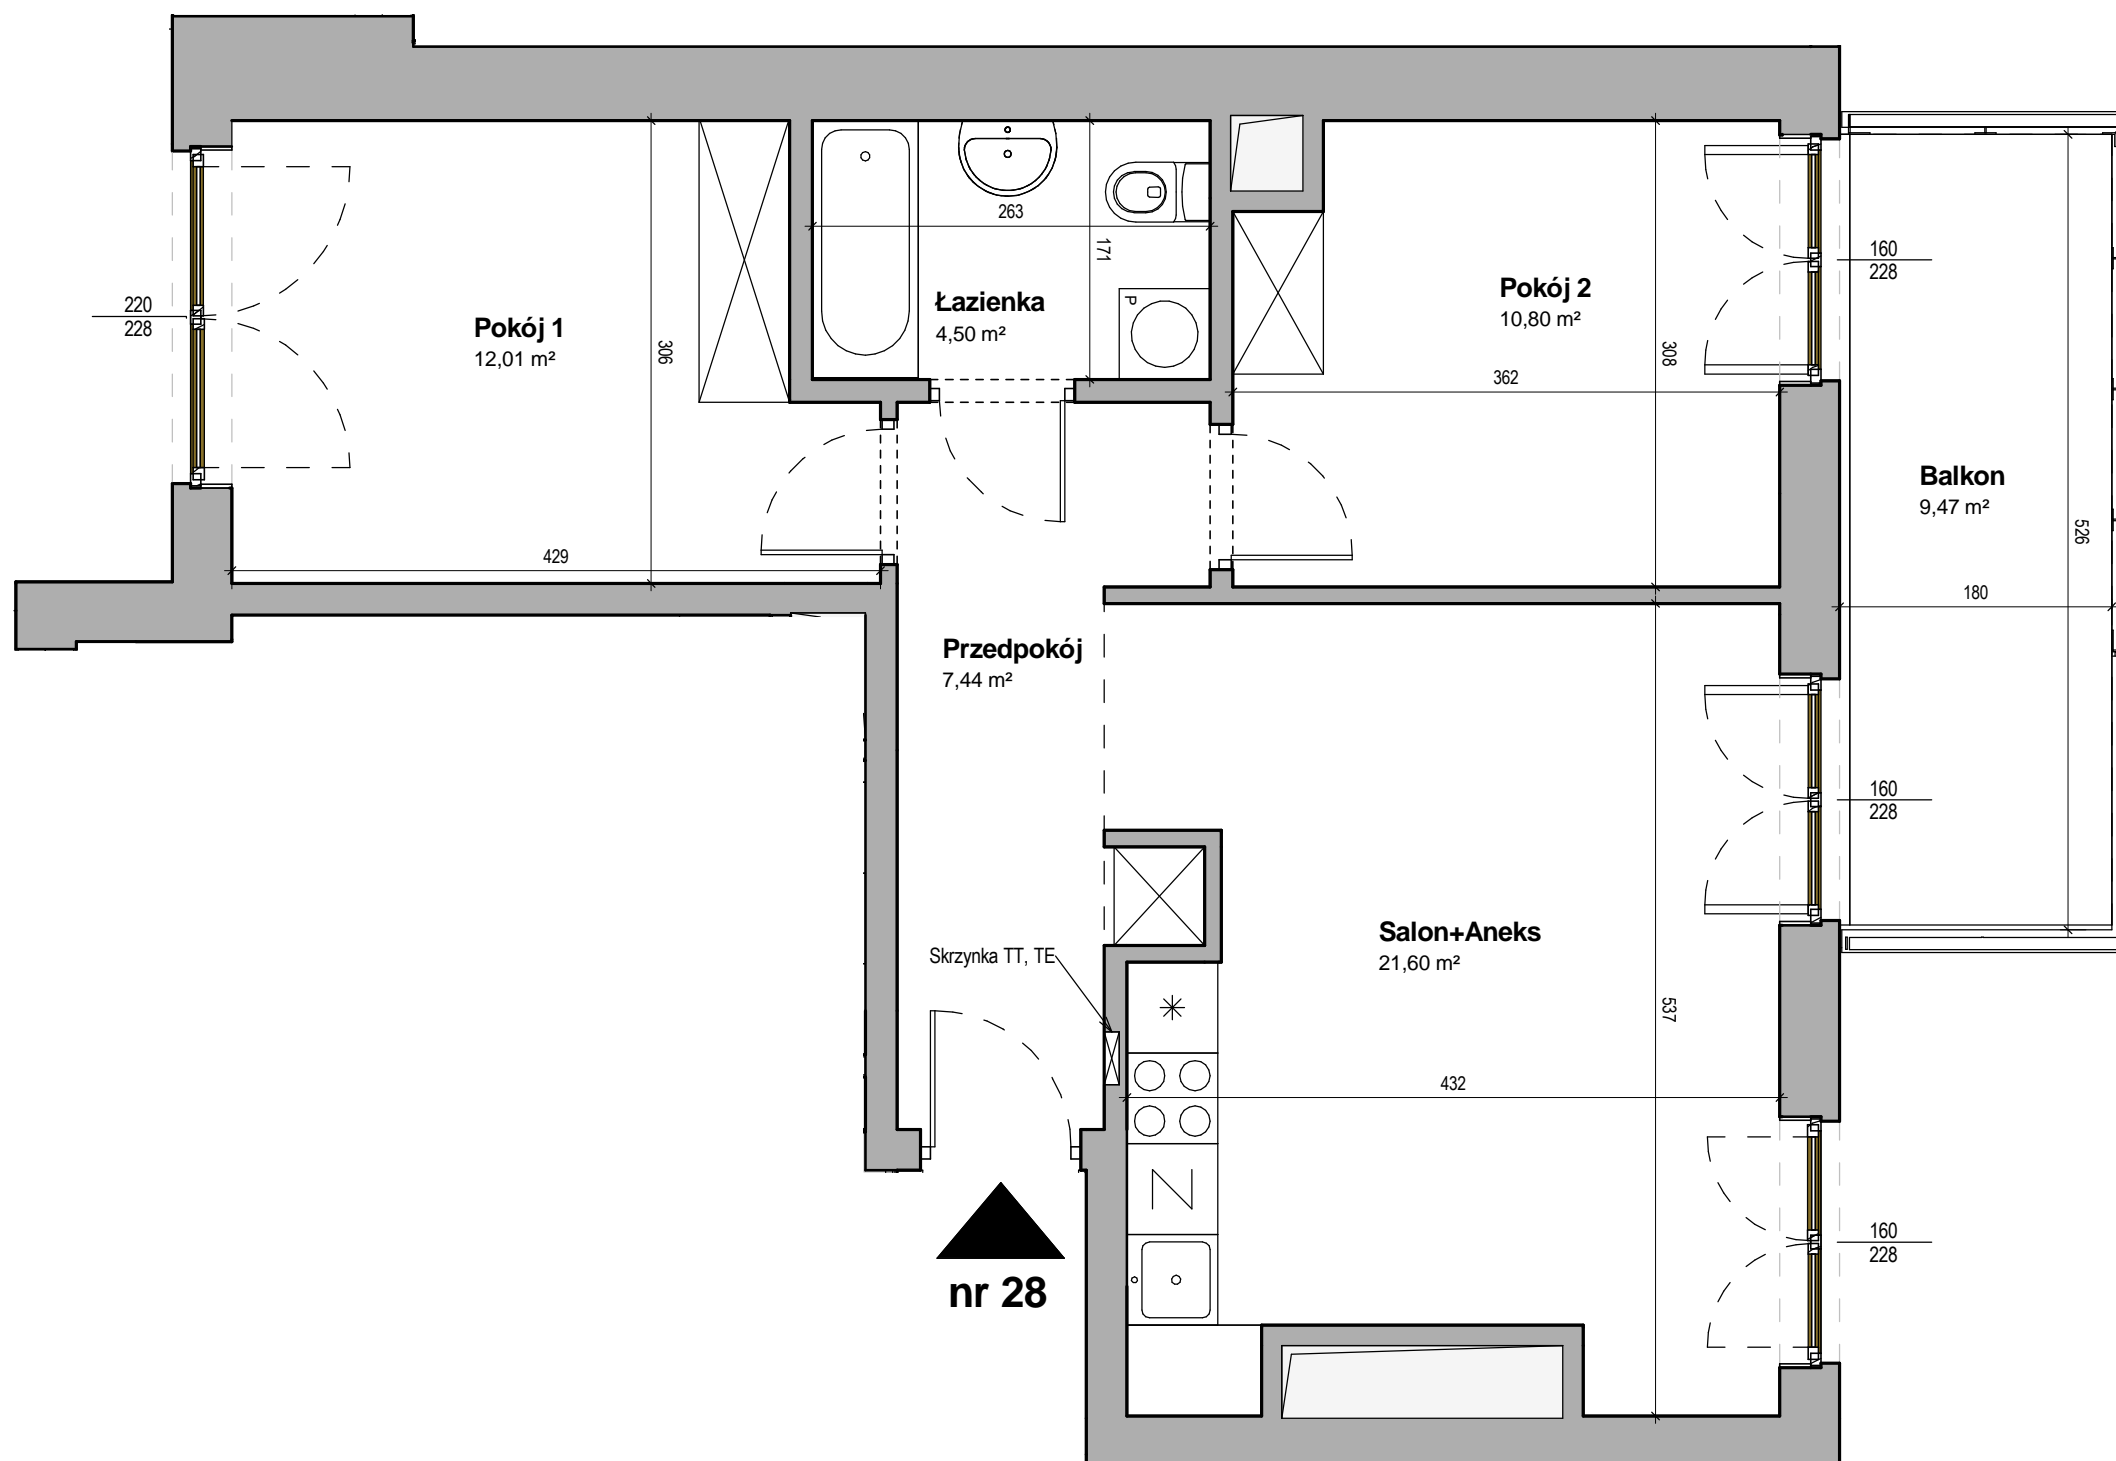 263
171
Łazienka
4,50 m²
P
Pokój 2
10,80 m²
160
228
220
228
Pokój 1
12,01 m²
306
308
362
Balkon
9,47 m²
526
429
180
Przedpokój
7,44 m²
160
228
Salon+Aneks
21,60 m²
Skrzynka TT, TE
537
432
Z
160
228
nr 28